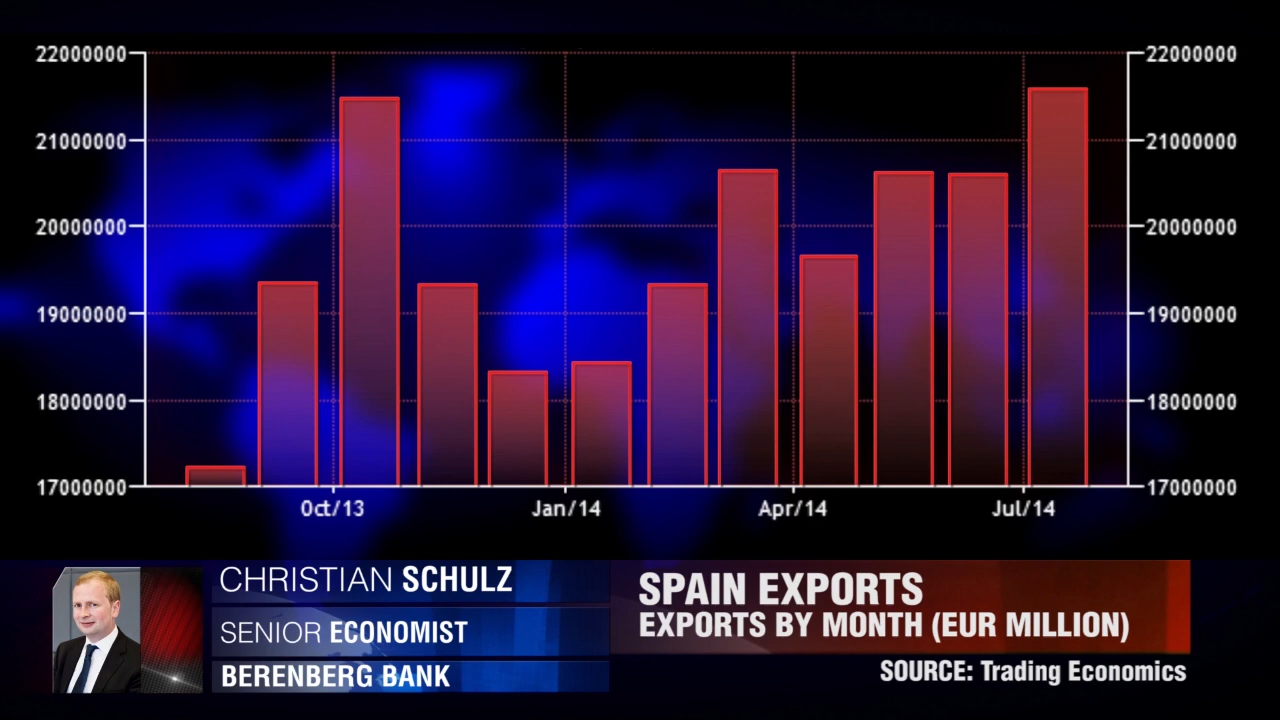 22000000 22000000
21000000 21000000
20000000 20000000
19000000 19000000
18000000 18000000
17000000 17000000
Oct/13 Jan/14 Apr/14 Jul/14
CHRISTIAN SCHULZ
SENIOR ECONOMIST
BERENBERG BANK
SPAIN EXPORTS
EXPORTS BY MONTH (EUR MILLION)
SOURCE: Trading Economics